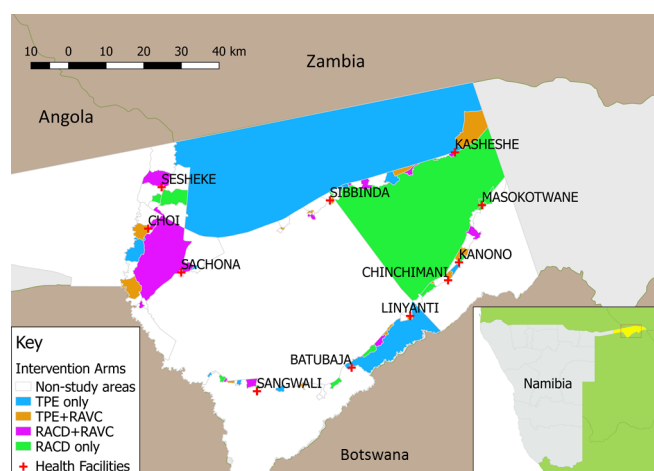 10 0 10 20 30 40 km
Zambia
Angola
KASHESHE
SESHEKE
SIBBINDA
MASOKOTWANE
CHOI
KANONO
SACHONA
CHINCHIMANI
LINYANTI
BATUBAJA
SANGWALI
Key
Intervention Arms
Non-study areas
TPE only
TPE+RAVC
RACD+RAVC
RACD only
Health Facilities
Namibia
Botswana